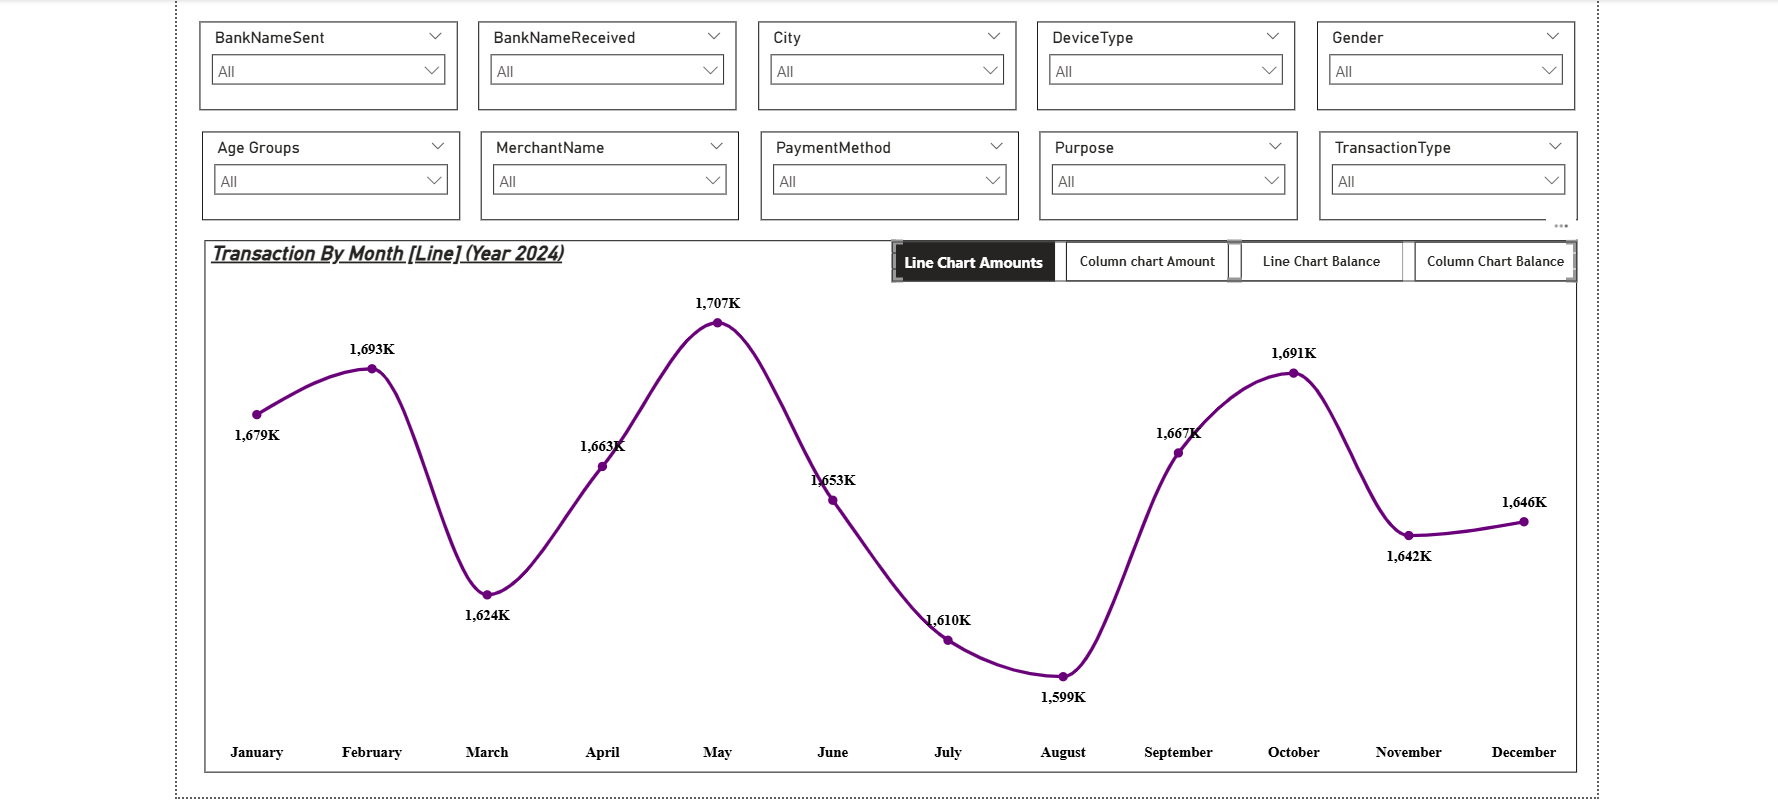 BankNameSent BankNameReceived City DeviceType Gender
All All All All All
Age Groups MerchantName PaymentMethod Purpose TransactionType
All All All All All
Transaction By Month [Line] (Year 2024)
Line Chart Amounts Column chart Amount Line Chart Balance Column Chart Balance
1,679K 1,693K 1,624K 1,663K 1,707K 1,653K 1,610K 1,599K 1,667K 1,691K 1,642K 1,646K
January February March April May June July August September October November December